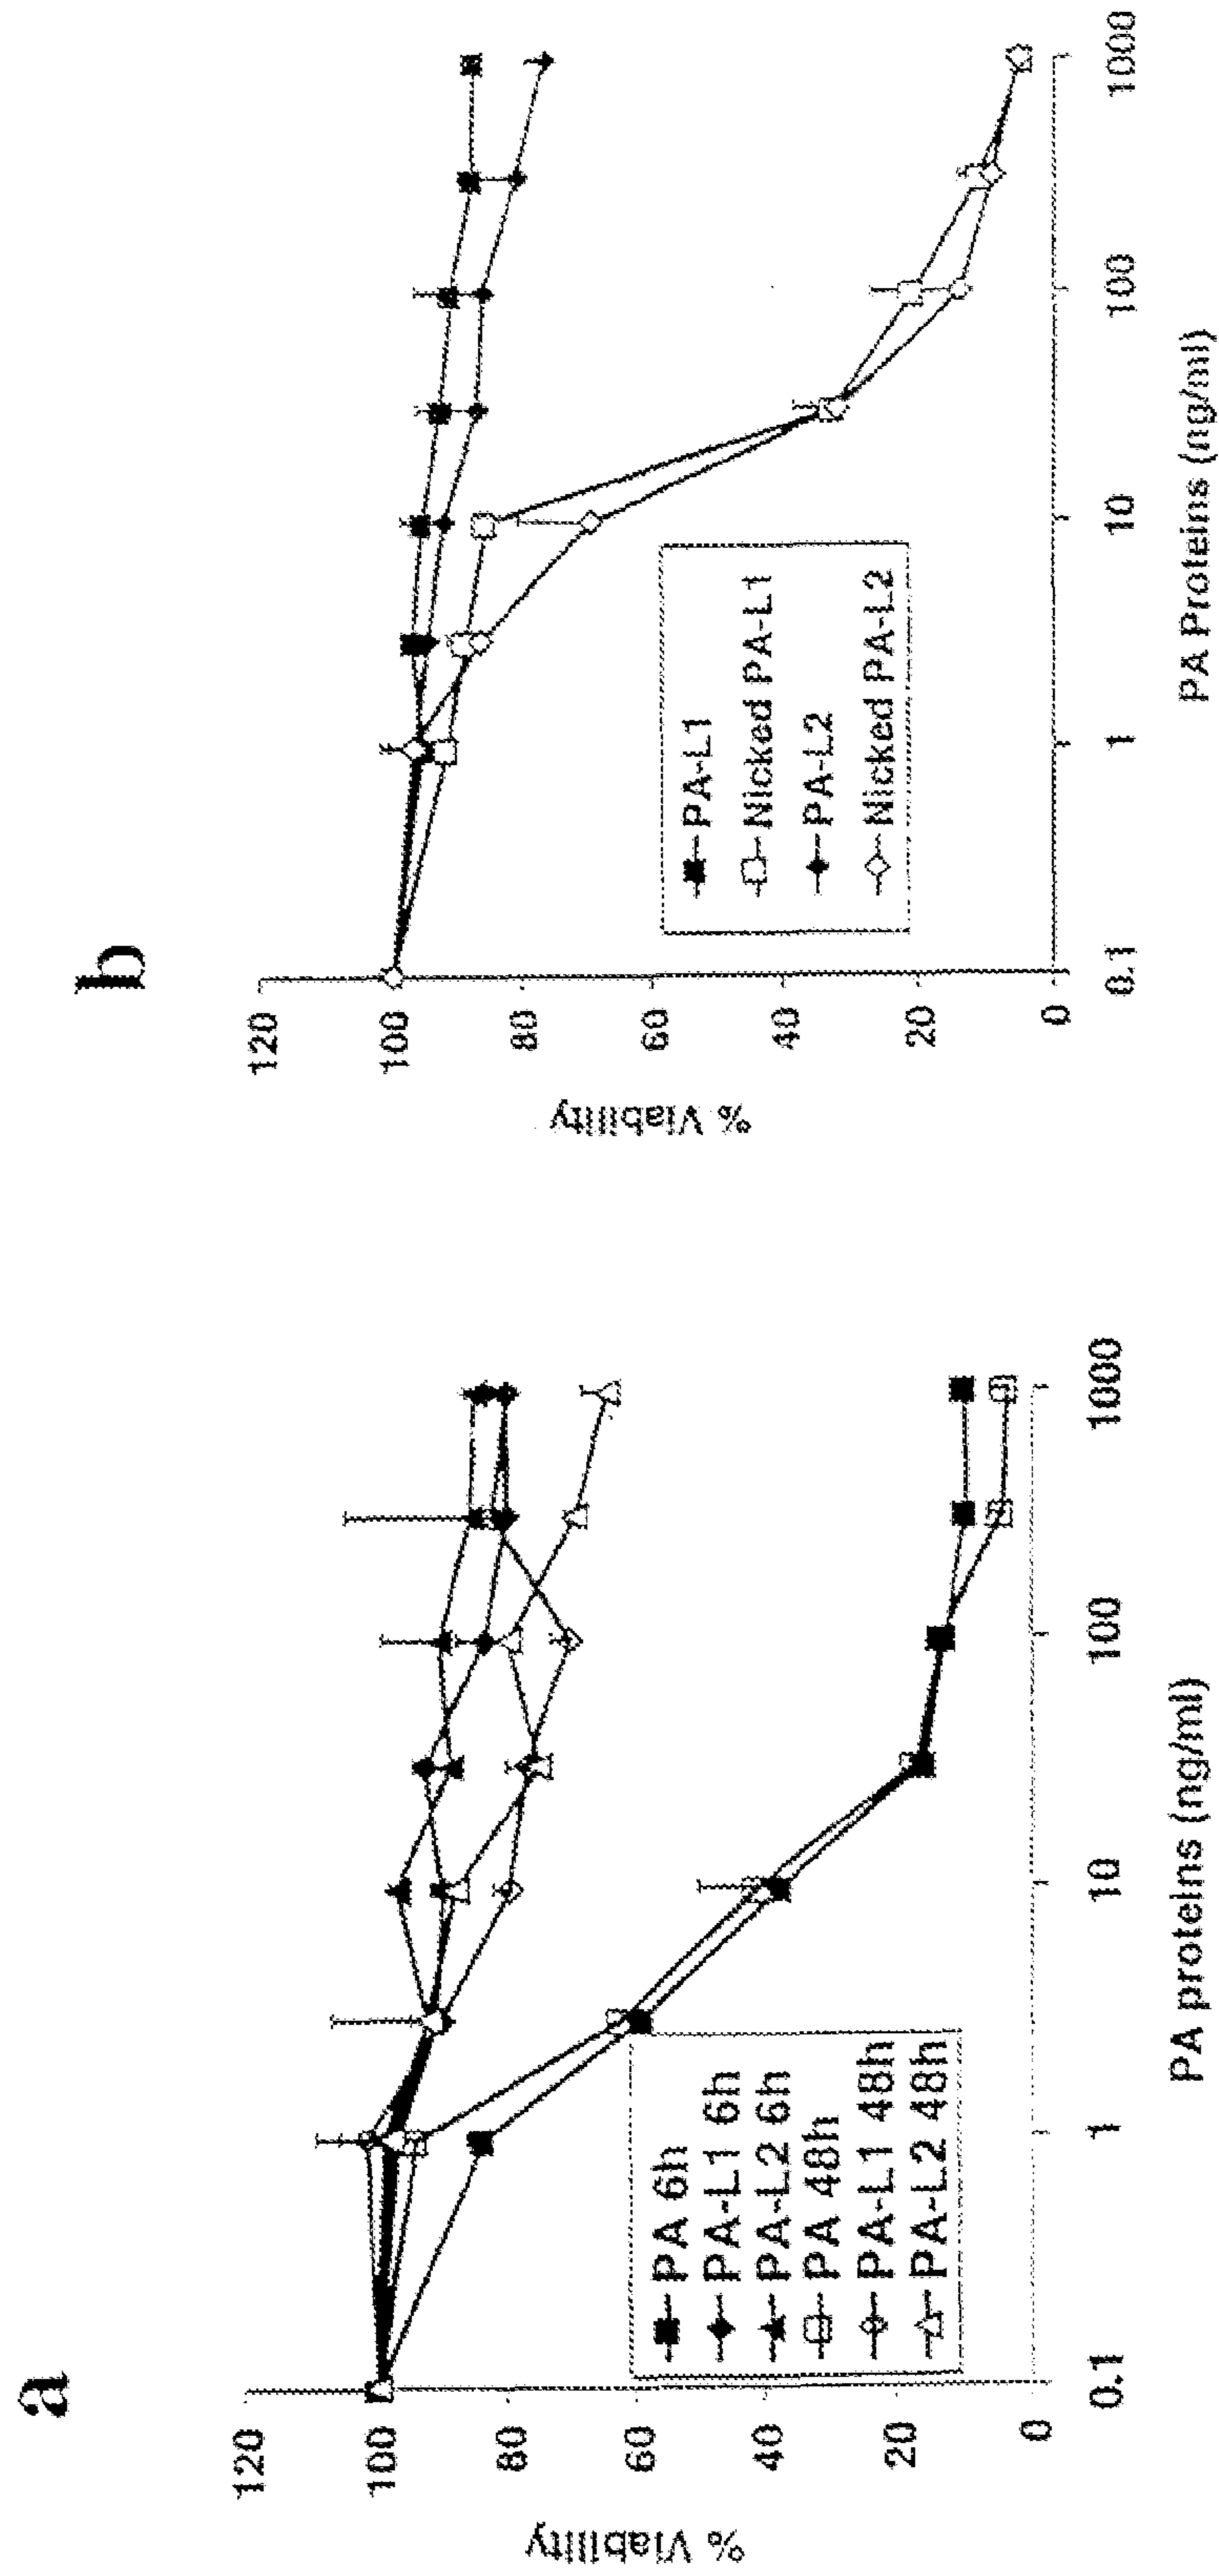 a
% Viability
120
100
80
60
40
20
0
PA 6h
PA-L1 6h
PA-L2 6h
PA 48h
PA-L1 48h
PA-L2 48h
0.1
1
10
100
1000
PA proteins (ng/ml)
b
% Viability
120
100
80
60
40
20
0
PA-L1
Nicked PA-L1
PA-L2
Nicked PA-L2
0.1
1
10
100
1000
PA Proteins (ng/ml)